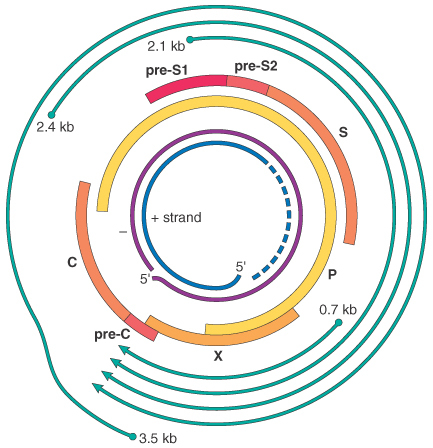 2.1 kb
pre-S1
pre-S2
2.4 kb
S
+ strand
–
C
5'
5'
P
0.7 kb
pre-C
X
3.5 kb